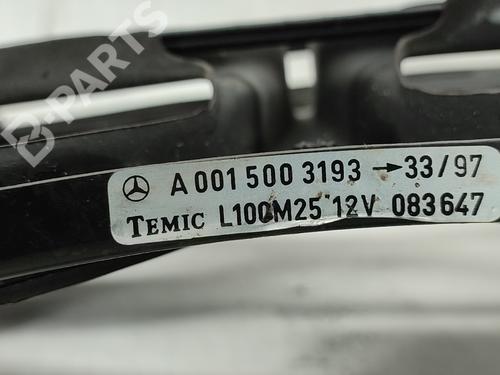 B-PARTS
A 001 500 3193 → 33/97
TEMIC L100M25 12V 083647